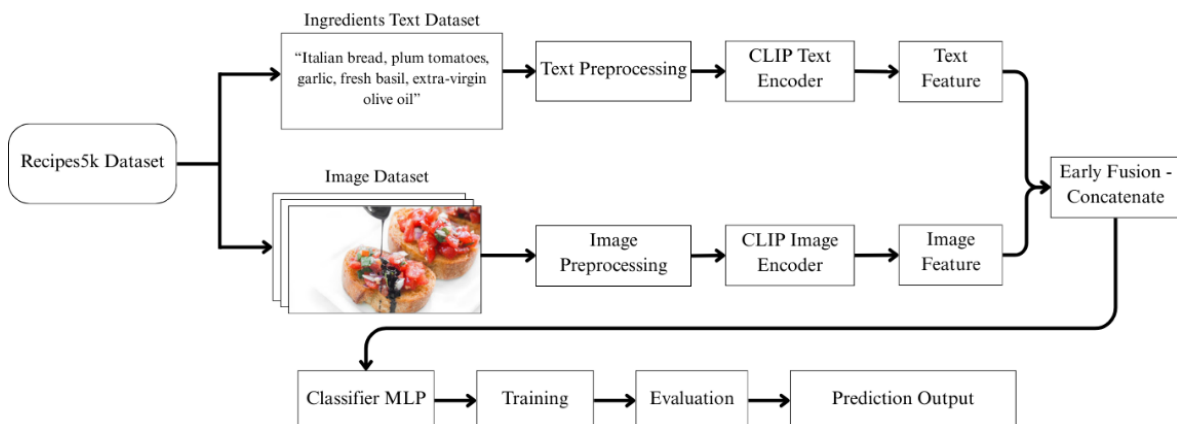 Ingredients Text Dataset
“Italian bread, plum tomatoes,
garlic, fresh basil, extra-virgin
olive oil”
Text Preprocessing
CLIP Text
Encoder
Text
Feature
Recipes5k Dataset
Image Dataset
Image
Preprocessing
CLIP Image
Encoder
Image
Feature
Early Fusion -
Concatenate
Classifier MLP
Training
Evaluation
Prediction Output